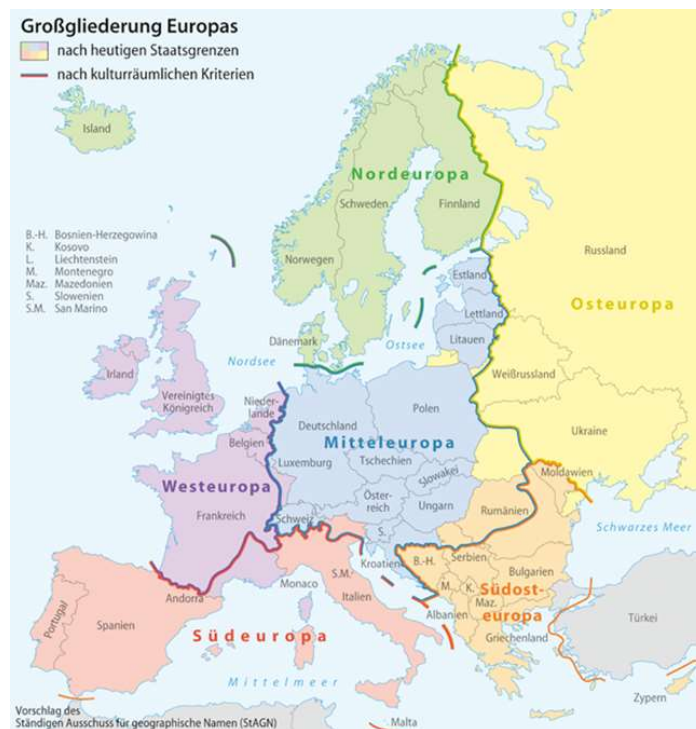 Großgliederung Europas
nach heutigen Staatsgrenzen
nach kulturräumlichen Kriterien
Island
Nordeuropa
Schweden
Finnland
Norwegen
B.-H. Bosnien-Herzegowina
K. Kosovo
L. Liechtenstein
M. Montenegro
Maz. Mazedonien
S. Slowenien
S.M. San Marino
Russland
Estland
Osteuropa
Lettland
Dänemark
Ostsee
Litauen
Nordsee
Irland
Weißrussland
Vereinigtes
Königreich
Nieder-
lande
Deutschland
Polen
Belgien
Mitteleuropa
Ukraine
Luxemburg
Tschechien
Moldawien
Westeuropa
Slowakei
Frankreich
Öster-
reich
Ungarn
Schweiz
Rumänien
S.
Schwarzes Meer
Kroatien
B.-H.
Serbien
Bulgarien
Monaco
S.M.
Andorra
Italien
M.
K.
Südost-
europa
Maz.
Albanien
Portugal
Spanien
Südeuropa
Griechenland
Türkei
Mittelmeer
Zypern
Malta
Vorschlag des
Ständigen Ausschuss für geographische Namen (StAGN)